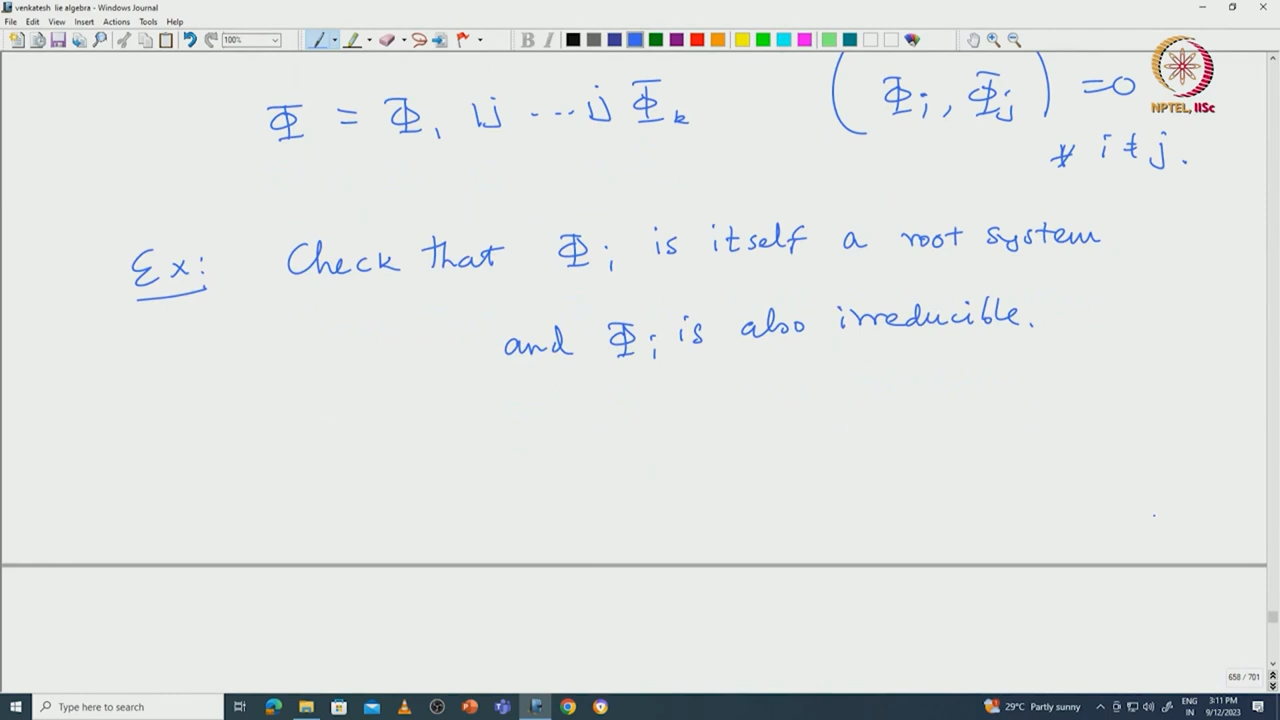 venkatesh lie algebra - Windows Journal
File Edit View Insert Actions Tools Help
100%
NPTEL, IISc
Φ = Φ₁ ⊔ ... ⊔ Φₖ (Φᵢ, Φⱼ) = 0
∀ i ≠ j.
Ex: Check that Φᵢ is itself a root system
and Φᵢ is also irreducible.
658 / 701
Type here to search
29°C Partly sunny
ENG
IN
3:11 PM
9/12/2023